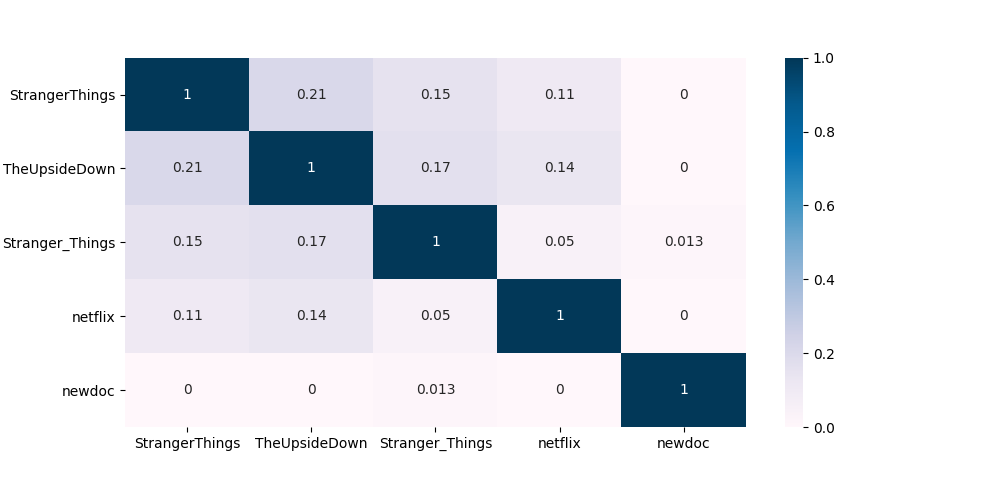 StrangerThings 1 0.21 0.15 0.11 0 1.0
0.8
TheUpsideDown 0.21 1 0.17 0.14 0
0.6
Stranger_Things 0.15 0.17 1 0.05 0.013
0.4
netflix 0.11 0.14 0.05 1 0
0.2
newdoc 0 0 0.013 0 1
0.0
StrangerThings TheUpsideDown Stranger_Things netflix newdoc